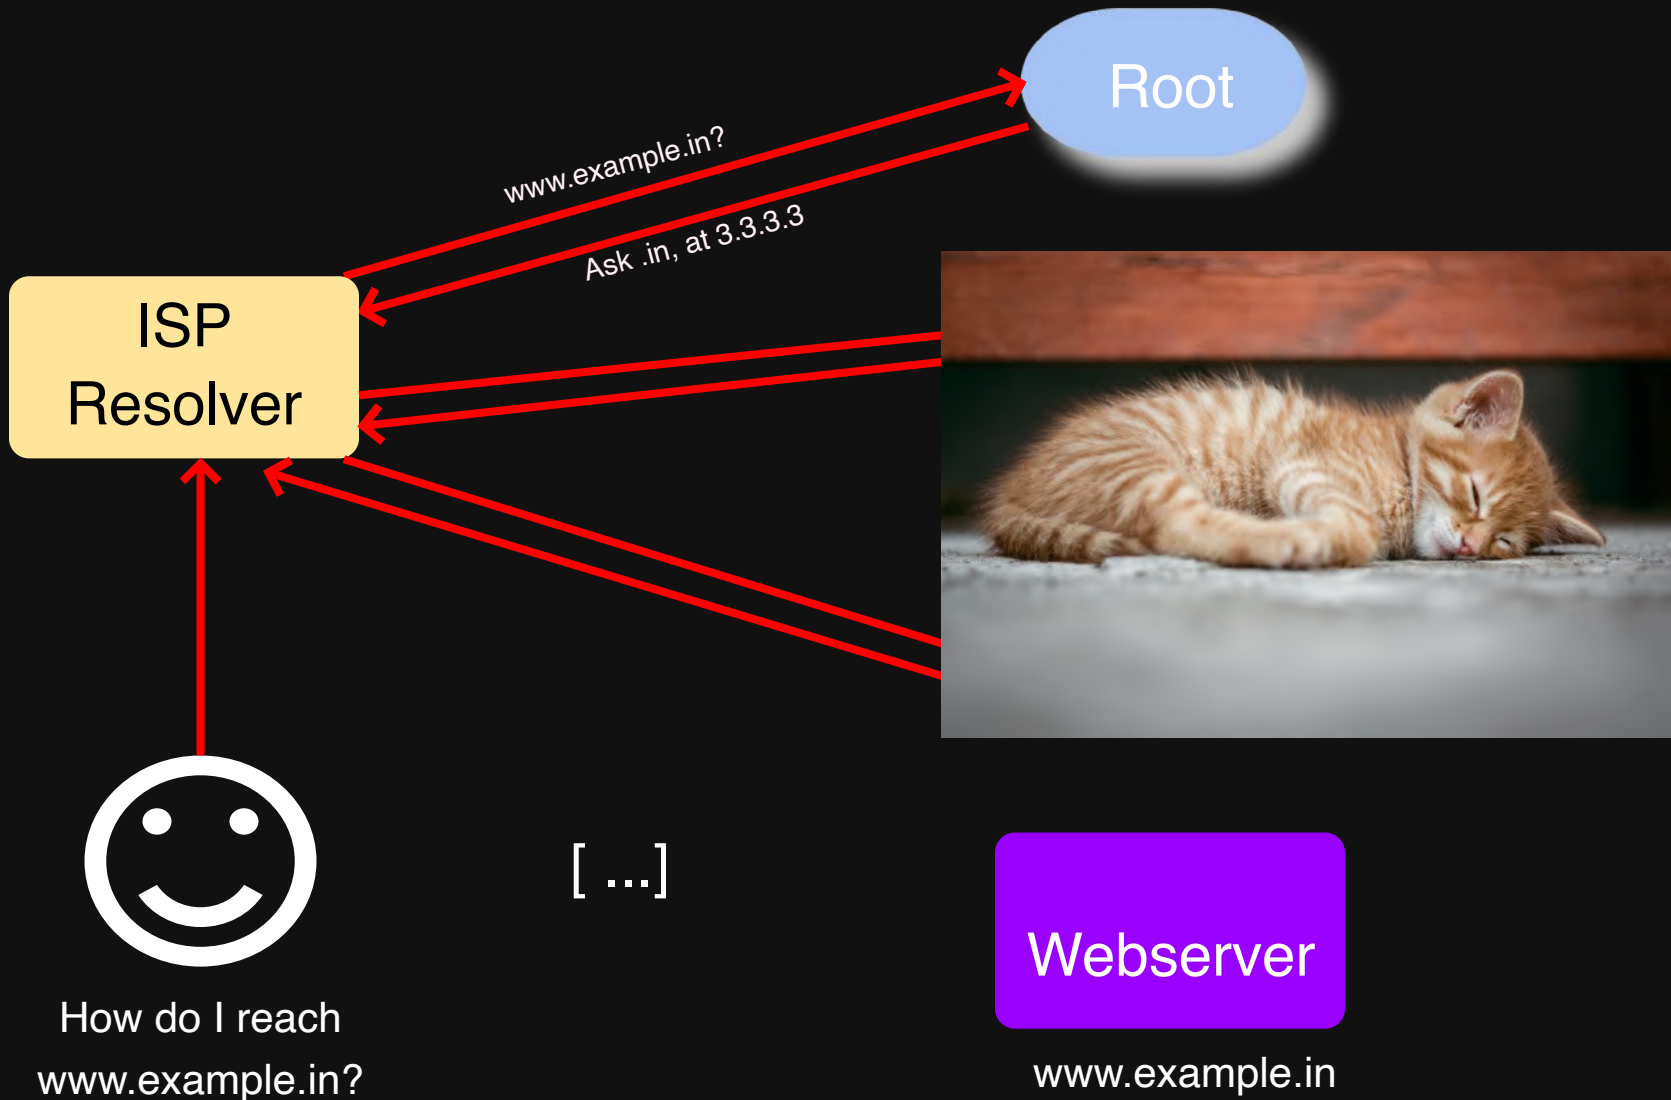 Root
www.example.in?
Ask .in, at 3.3.3.3
ISP
Resolver
[ ...]
Webserver
How do I reach
www.example.in?
www.example.in